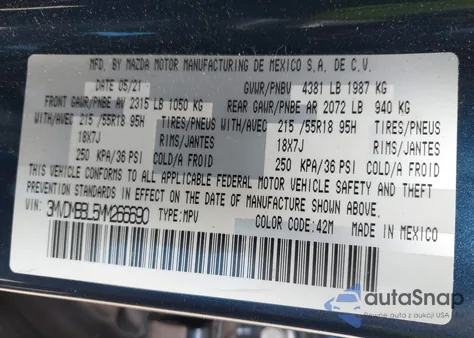 MFD. BY MAZDA MOTOR MANUFACTURING DE MEXICO S.A. DE C.V.
DATE 05/21 GVWR/PNBV 4381 LB 1987 KG
FRONT GAWR/PNBE AV 2315 LB 1050 KG REAR GAWR/PNBE AR 2072 LB 940 KG
WITH/AVEC 215 /55R18 95H TIRES/PNEUS WITH/AVEC 215 /55R18 95H TIRES/PNEUS
18X7J RIMS/JANTES 18X7J RIMS/JANTES
250 KPA/36 PSI COLD/A FROID 250 KPA/36 PSI COLD/A FROID
THIS VEHICLE CONFORMS TO ALL APPLICABLE FEDERAL MOTOR VEHICLE SAFETY AND THEFT
PREVENTION STANDARDS IN EFFECT ON THE DATE OF MANUFACTURE SHOWN ABOVE.
VIN: 3MVDMBBL5MM266690 TYPE: MPV COLOR CODE: 42M MADE IN MEXICO
autoSnap
Twoje auto z aukcji USA